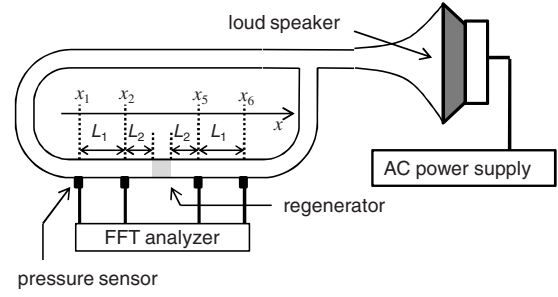 loud speaker
x1 x2 x5 x6
x
L1 L2 L2 L1
AC power supply
regenerator
FFT analyzer
pressure sensor